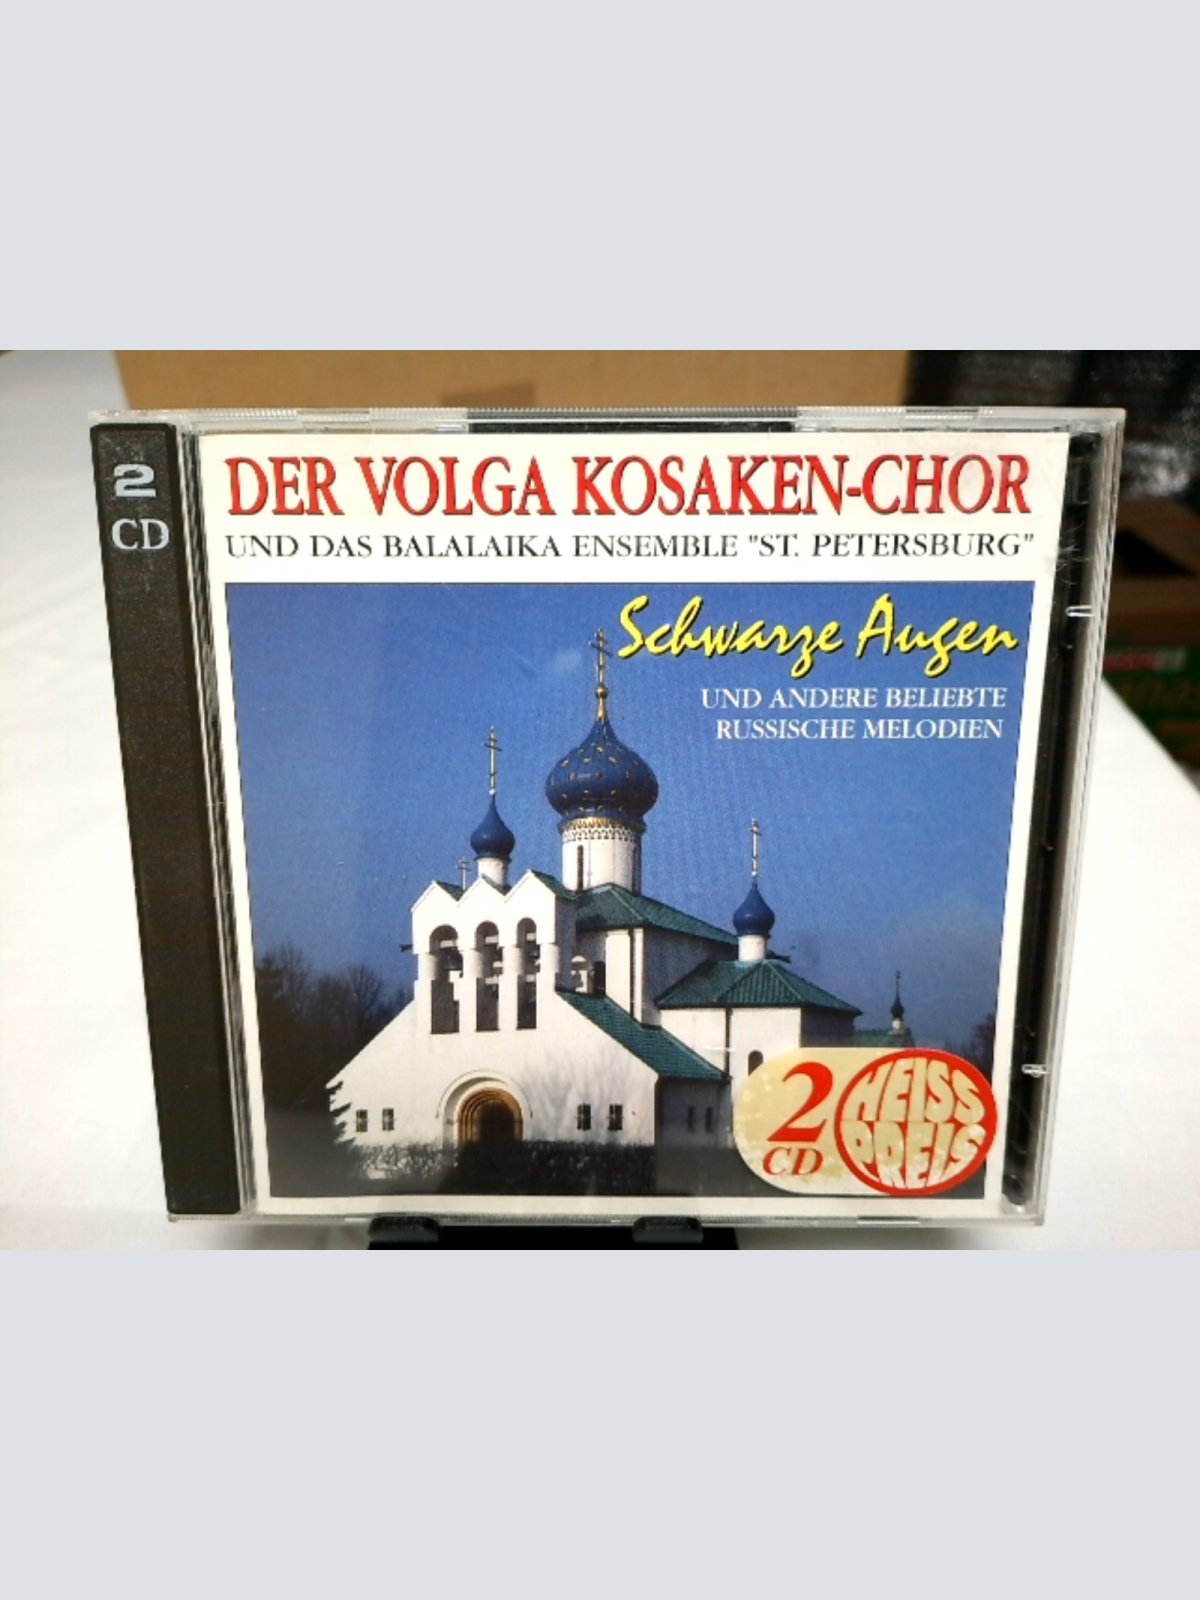 2
CD
DER VOLGA KOSAKEN-CHOR
UND DAS BALALAIKA ENSEMBLE "ST. PETERSBURG"
Schwarze Augen
UND ANDERE BELIEBTE
RUSSISCHE MELODIEN
2
CD
HEISS
PREIS